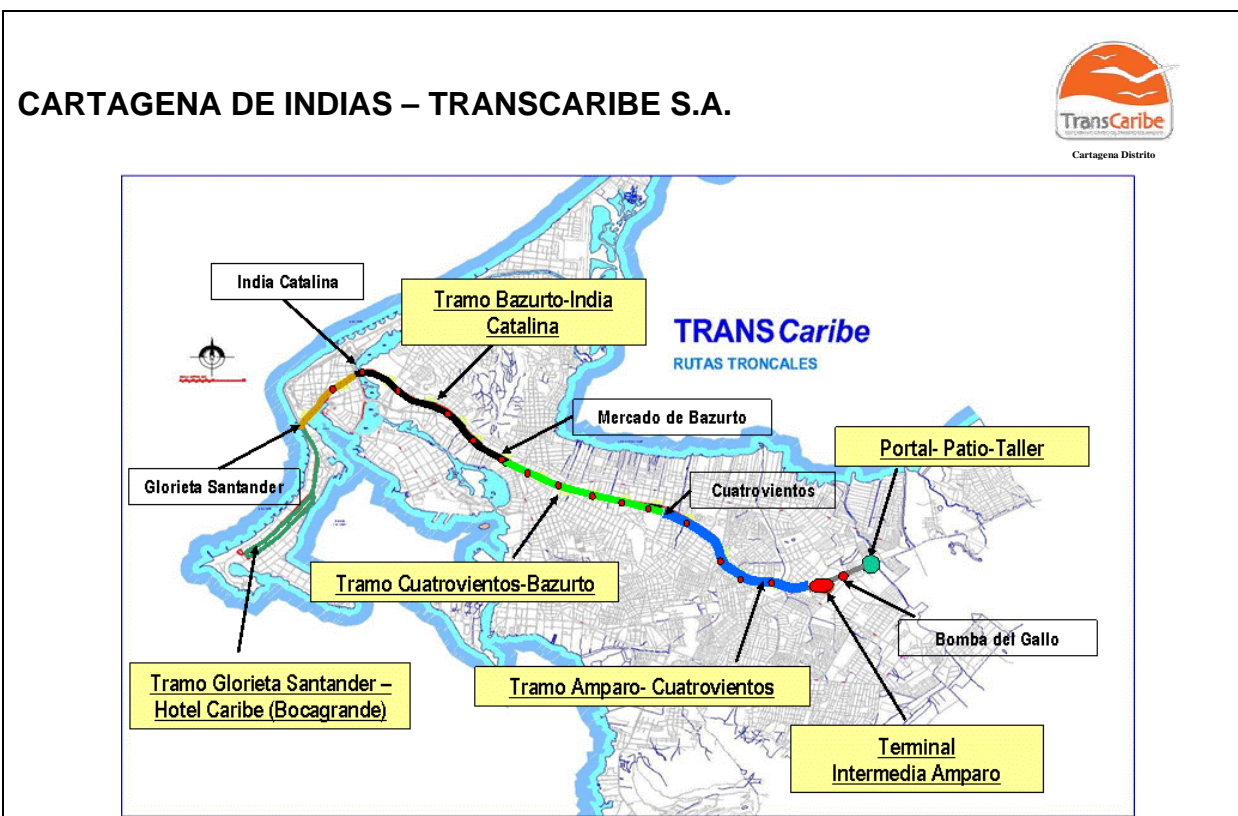 CARTAGENA DE INDIAS – TRANSCARIBE S.A.
TransCaribe
Cartagena Distrito
India Catalina
Tramo Bazurto-India
Catalina
TRANSCaribe
RUTAS TRONCALES
Mercado de Bazurto
Portal- Patio-Taller
Glorieta Santander
Cuatrovientos
Tramo Cuatrovientos-Bazurto
Bomba del Gallo
Tramo Glorieta Santander –
Hotel Caribe (Bocagrande)
Tramo Amparo- Cuatrovientos
Terminal
Intermedia Amparo